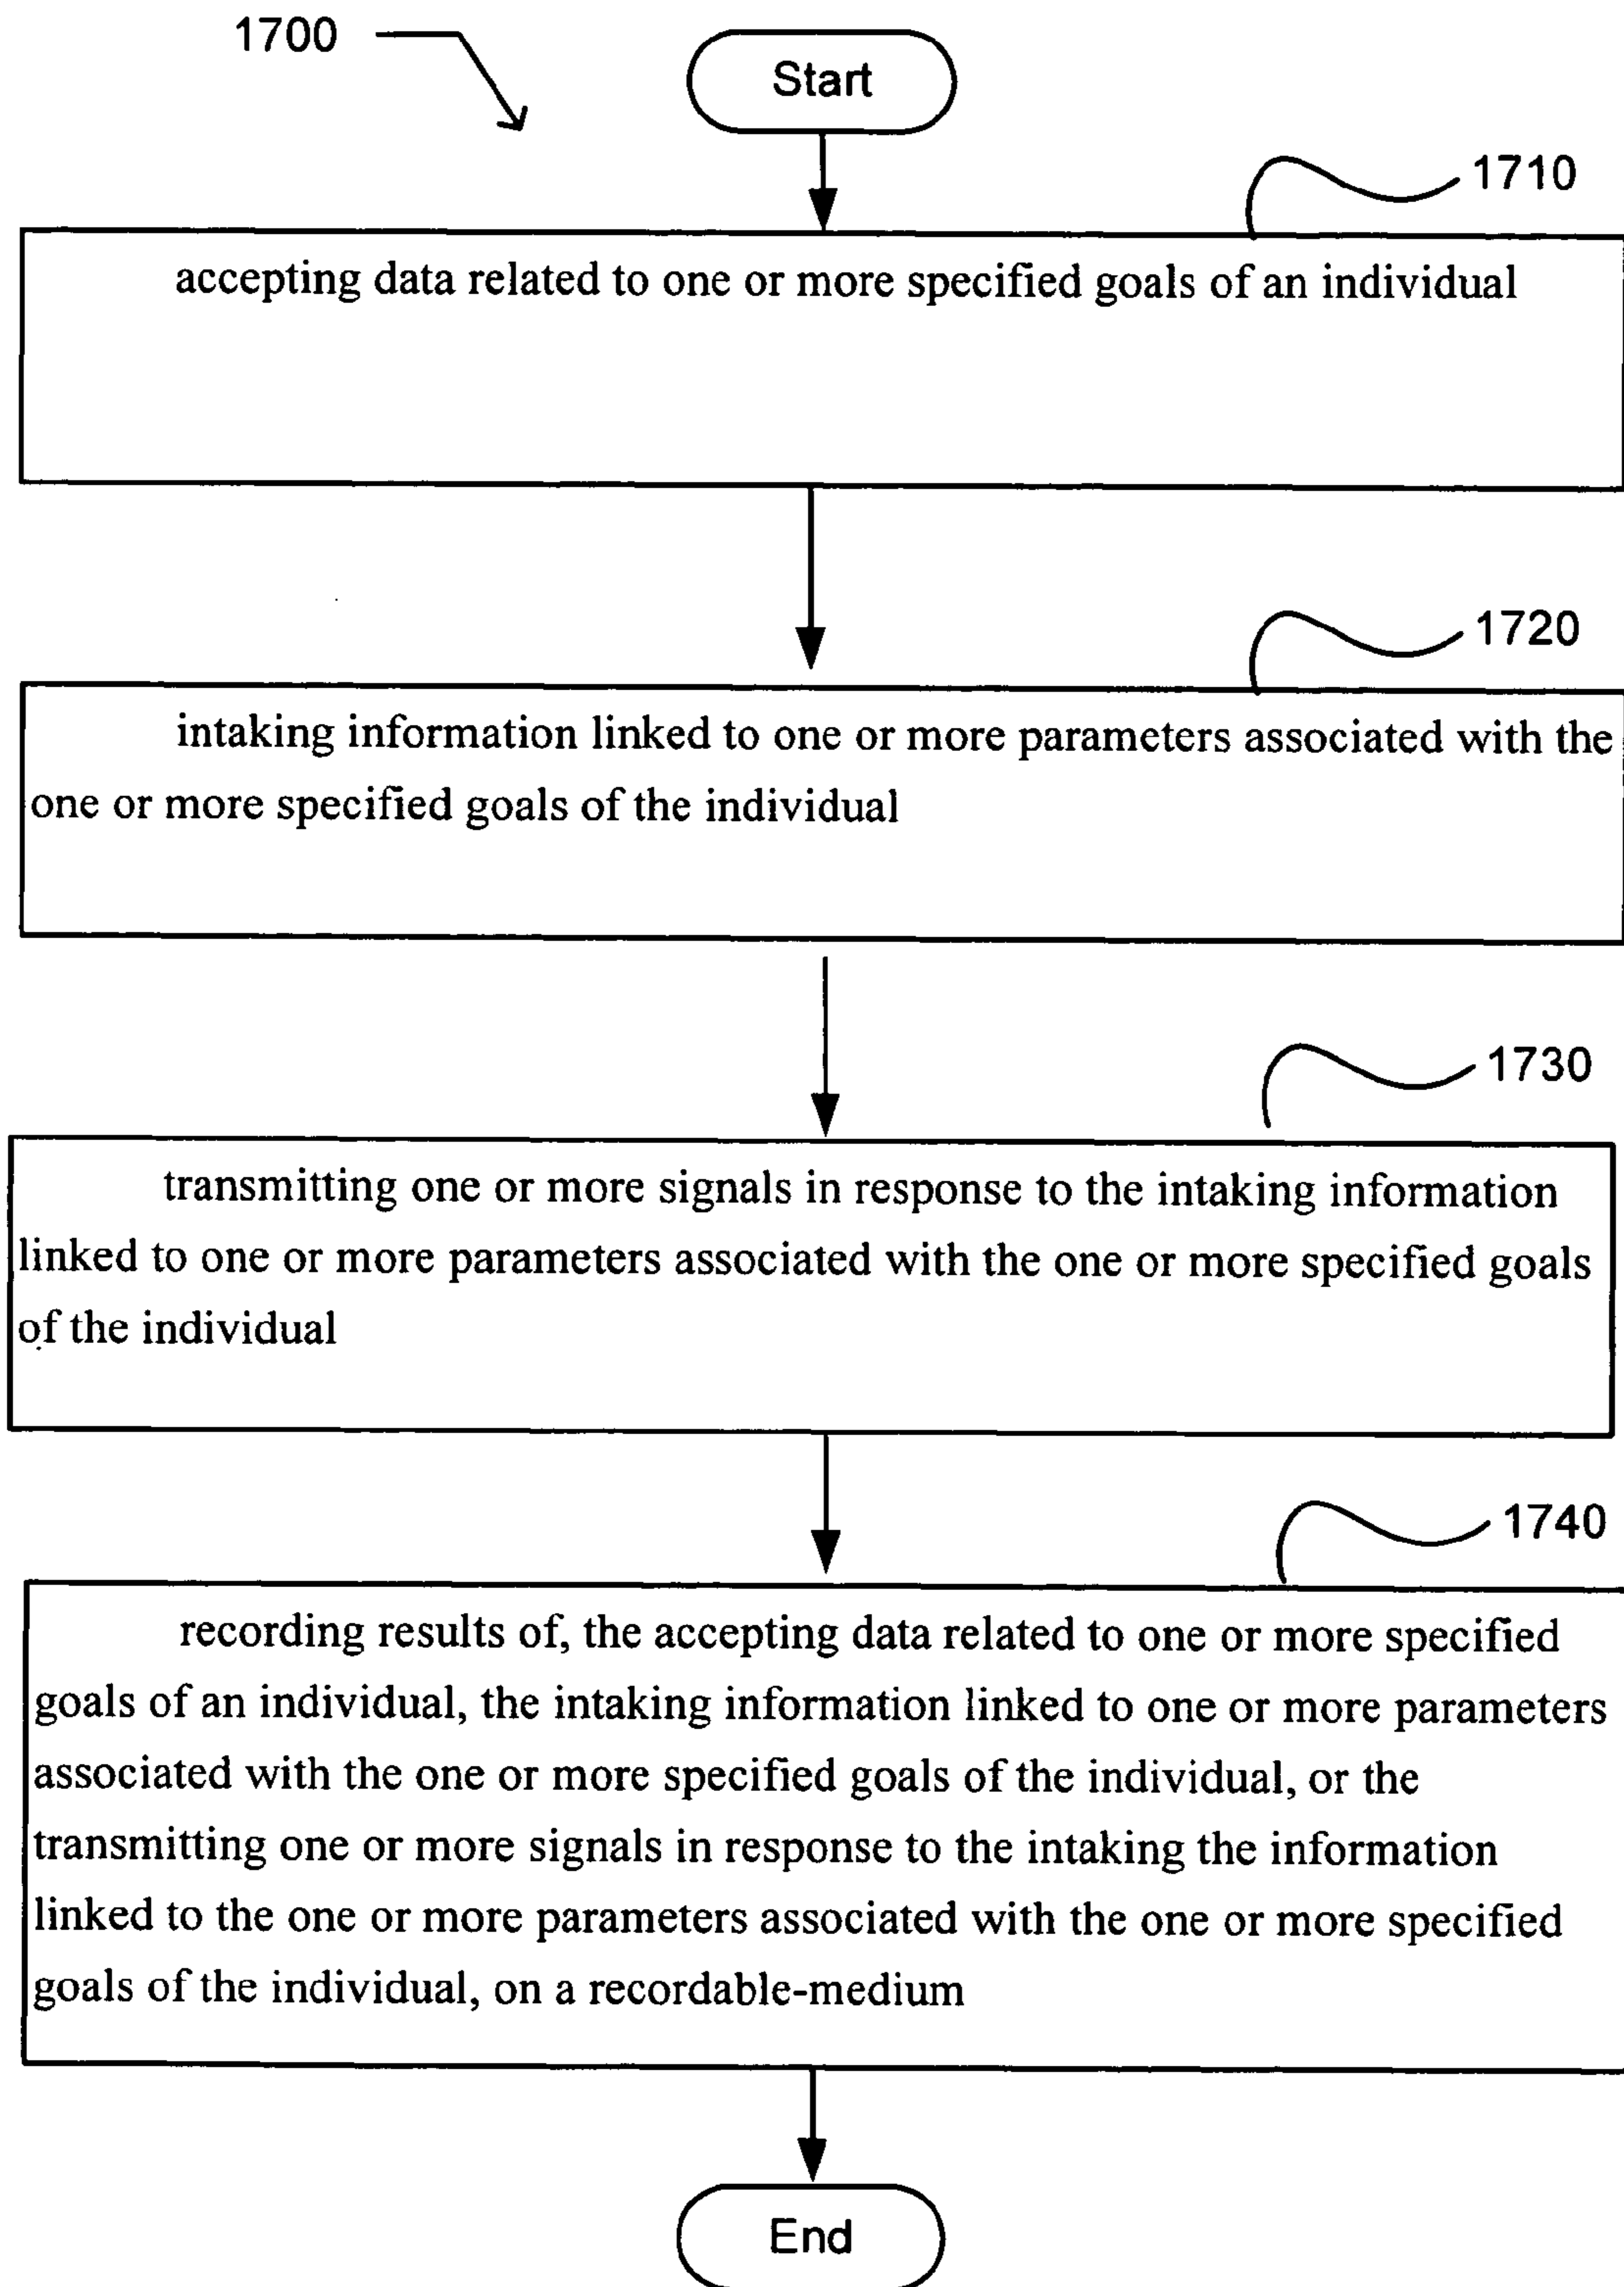 1700
Start
1710
accepting data related to one or more specified goals of an individual
1720
intaking information linked to one or more parameters associated with the
one or more specified goals of the individual
1730
transmitting one or more signals in response to the intaking information
linked to one or more parameters associated with the one or more specified goals
of the individual
1740
recording results of, the accepting data related to one or more specified
goals of an individual, the intaking information linked to one or more parameters
associated with the one or more specified goals of the individual, or the
transmitting one or more signals in response to the intaking the information
linked to the one or more parameters associated with the one or more specified
goals of the individual, on a recordable-medium
End